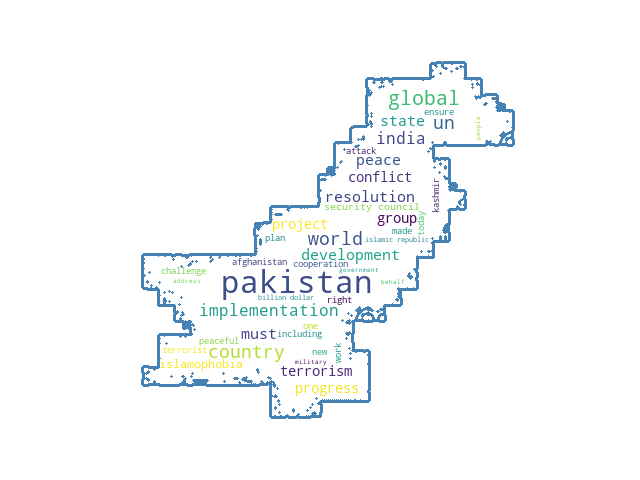 global
ensure
state un
people
india
attack
peace
conflict
kashmir
resolution
security council
group
today
project
made
plan
world
islamic republic
development
afghanistan
cooperation
challenge
government
address
pakistan
behalf
billion dollar
right
implementation
one
must
including
peaceful
terrorist
country
new
work
islamophobia
military
terrorism
progress